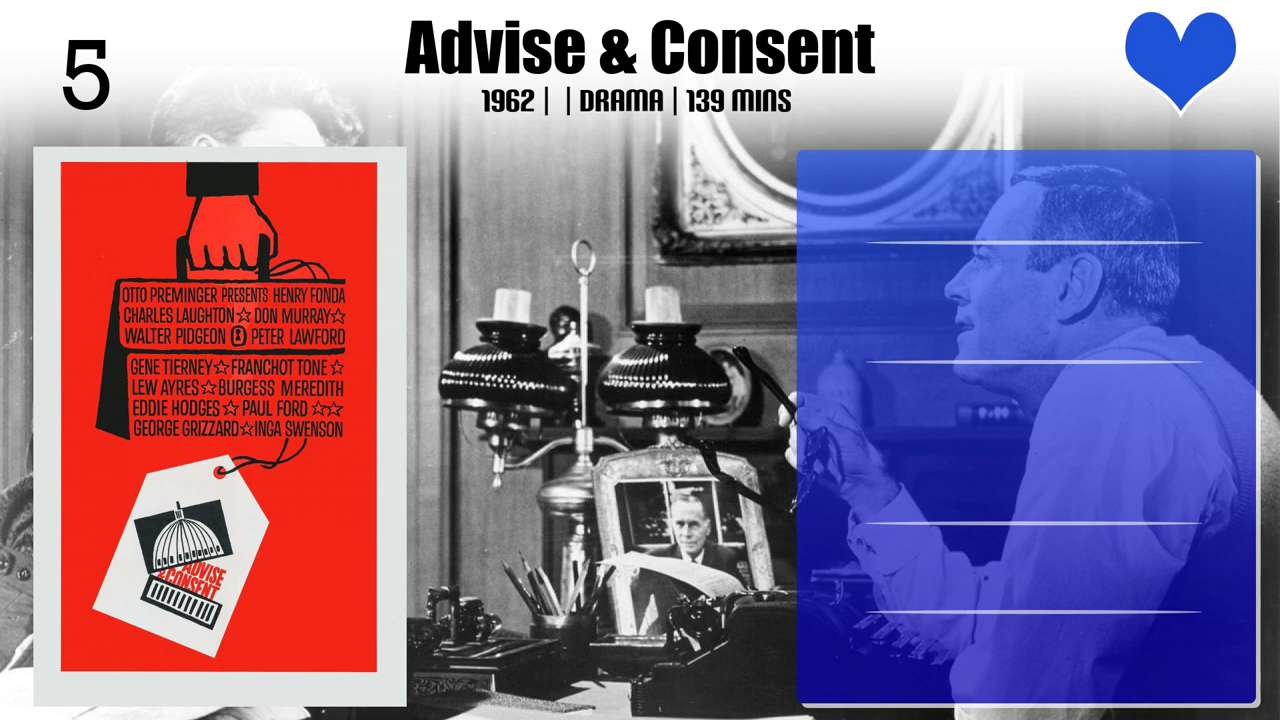 5
Advise & Consent
1962 | | DRAMA | 139 MINS
OTTO PREMINGER PRESENTS HENRY FONDA
CHARLES LAUGHTON☆DON MURRAY☆
WALTER PIDGEON PETER LAWFORD
GENE TIERNEY☆FRANCHOT TONE☆
LEW AYRES☆BURGESS MEREDITH
EDDIE HODGES☆PAUL FORD☆☆
GEORGE GRIZZARD☆INGA SWENSON
ADVISE
&CONSENT